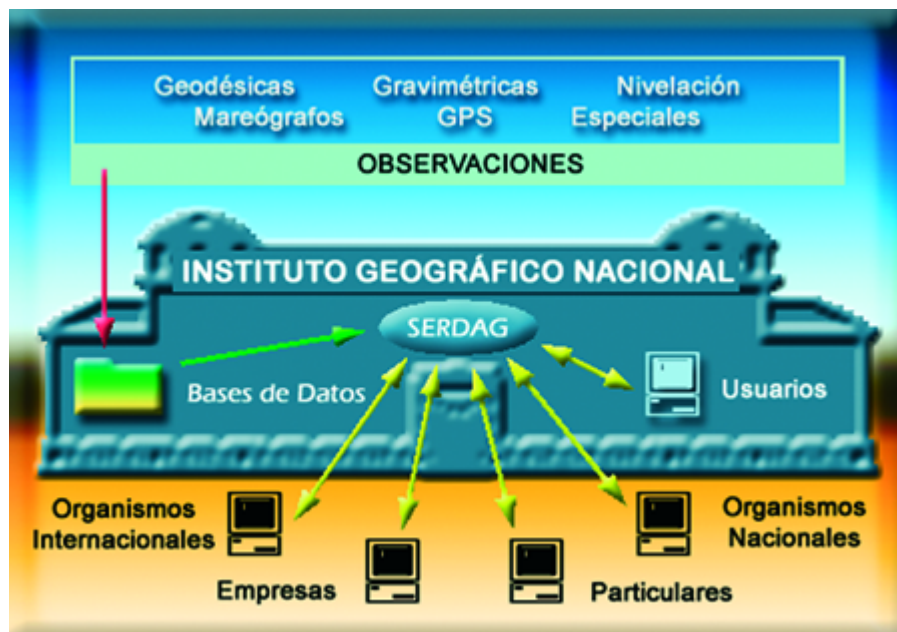 Geodésicas Gravimétricas Nivelación
Mareógrafos GPS Especiales
OBSERVACIONES
INSTITUTO GEOGRÁFICO NACIONAL
SERDAG
Bases de Datos
Usuarios
Organismos
Internacionales
Empresas
Particulares
Organismos
Nacionales